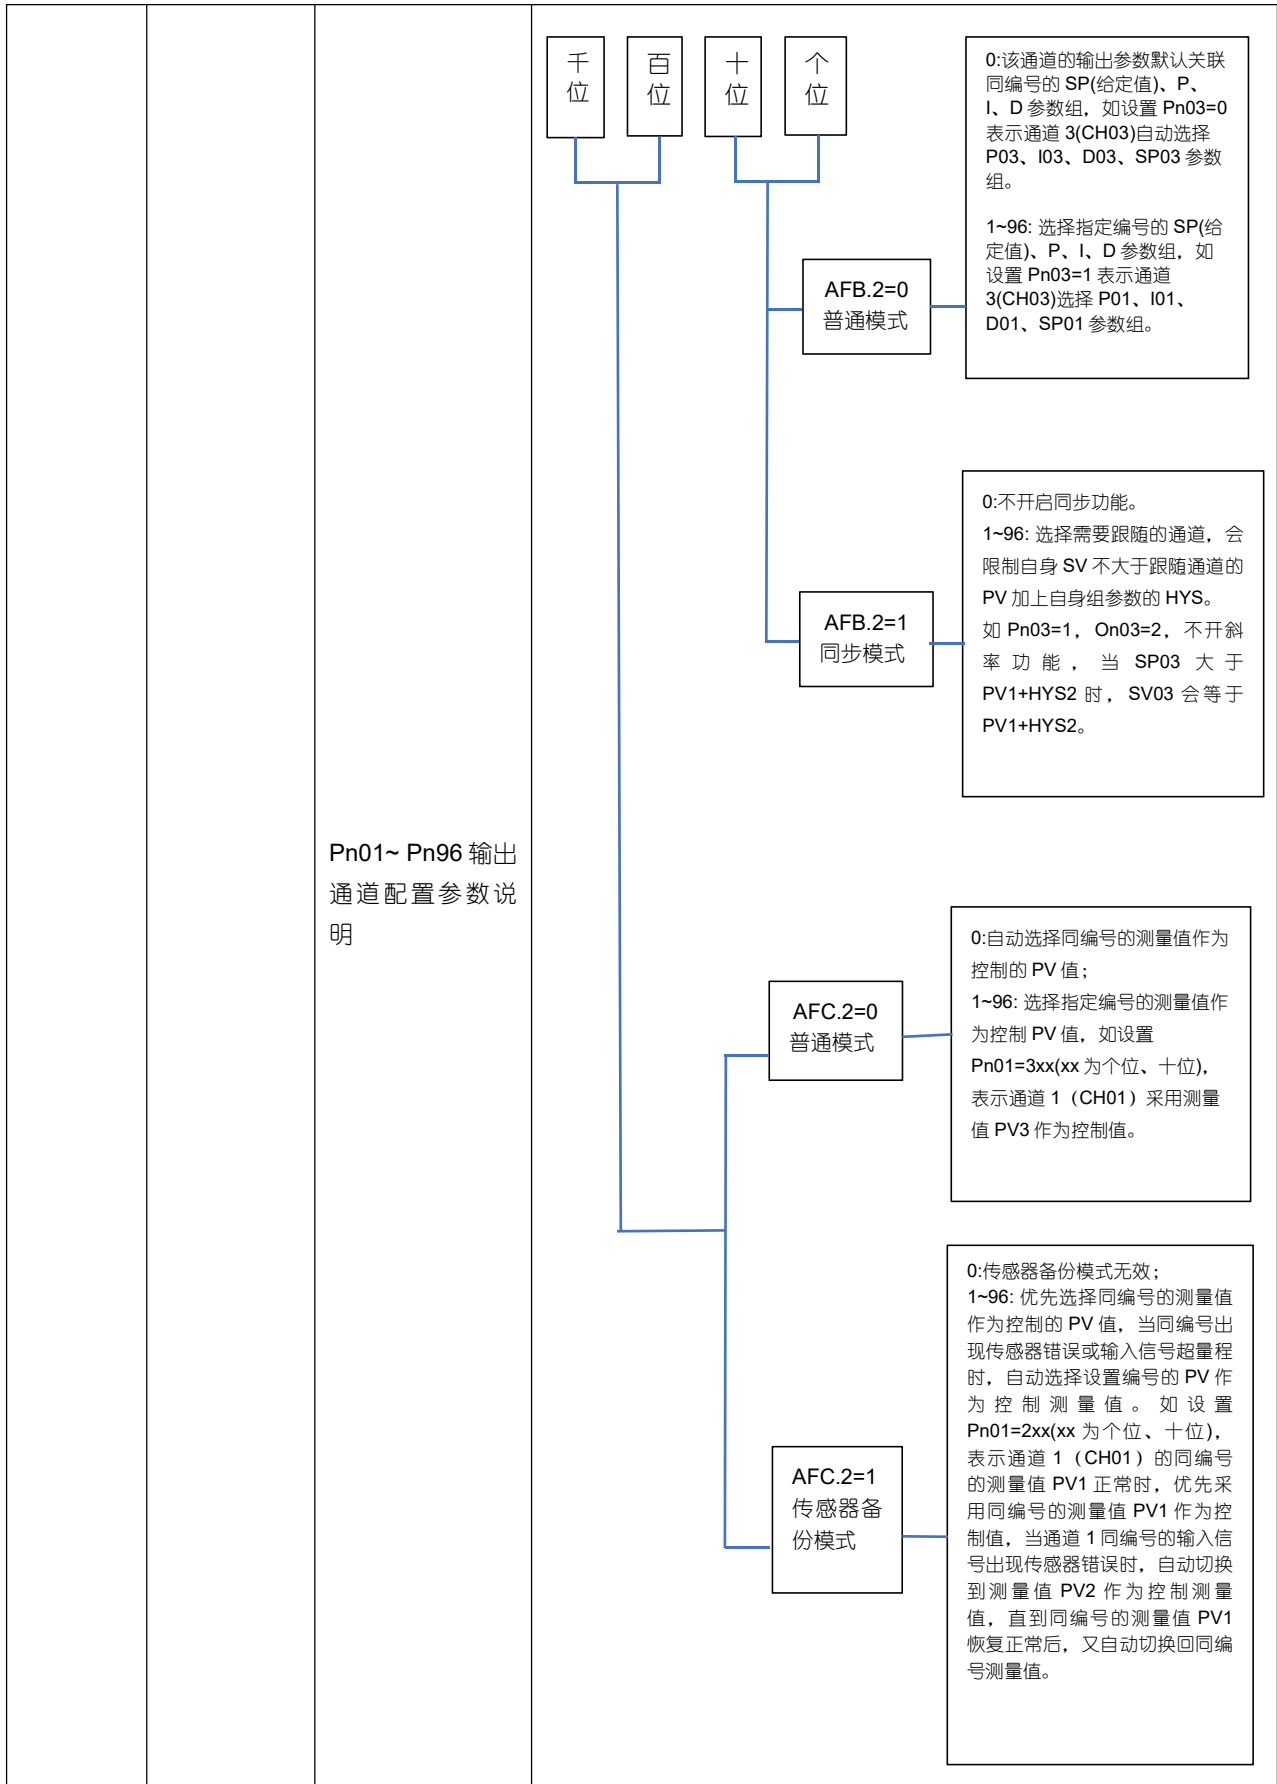 千
位
百
位
十
位
个
位
0:该通道的输出参数默认关联
同编号的 SP(给定值)、P、
I、D 参数组，如设置 Pn03=0
表示通道 3(CH03)自动选择
P03、I03、D03、SP03 参数
组。
1~96: 选择指定编号的 SP(给
定值)、P、I、D 参数组，如
设置 Pn03=1 表示通道
3(CH03)选择 P01、I01、
D01、SP01 参数组。
AFB.2=0
普通模式
0:不开启同步功能。
1~96: 选择需要跟随的通道，会
限制自身 SV 不大于跟随通道的
PV 加上自身组参数的 HYS。
如 Pn03=1，On03=2，不开斜
率功能，当 SP03 大于
PV1+HYS2 时，SV03 会等于
PV1+HYS2。
AFB.2=1
同步模式
Pn01~ Pn96 输出
通道配置参数说
明
0:自动选择同编号的测量值作为
控制的 PV 值；
1~96: 选择指定编号的测量值作
为控制 PV 值，如设置
Pn01=3xx(xx 为个位、十位)，
表示通道 1（CH01）采用测量
值 PV3 作为控制值。
AFC.2=0
普通模式
0:传感器备份模式无效；
1~96: 优先选择同编号的测量值
作为控制的 PV 值，当同编号出
现传感器错误或输入信号超量程
时，自动选择设置编号的 PV 作
为控制测量值。如设置
Pn01=2xx(xx 为个位、十位)，
表示通道 1（CH01）的同编号
的测量值 PV1 正常时，优先采
用同编号的测量值 PV1 作为控
制值，当通道 1 同编号的输入信
号出现传感器错误时，自动切换
到测量值 PV2 作为控制测量
值，直到同编号的测量值 PV1
恢复正常后，又自动切换回同编
号测量值。
AFC.2=1
传感器备
份模式